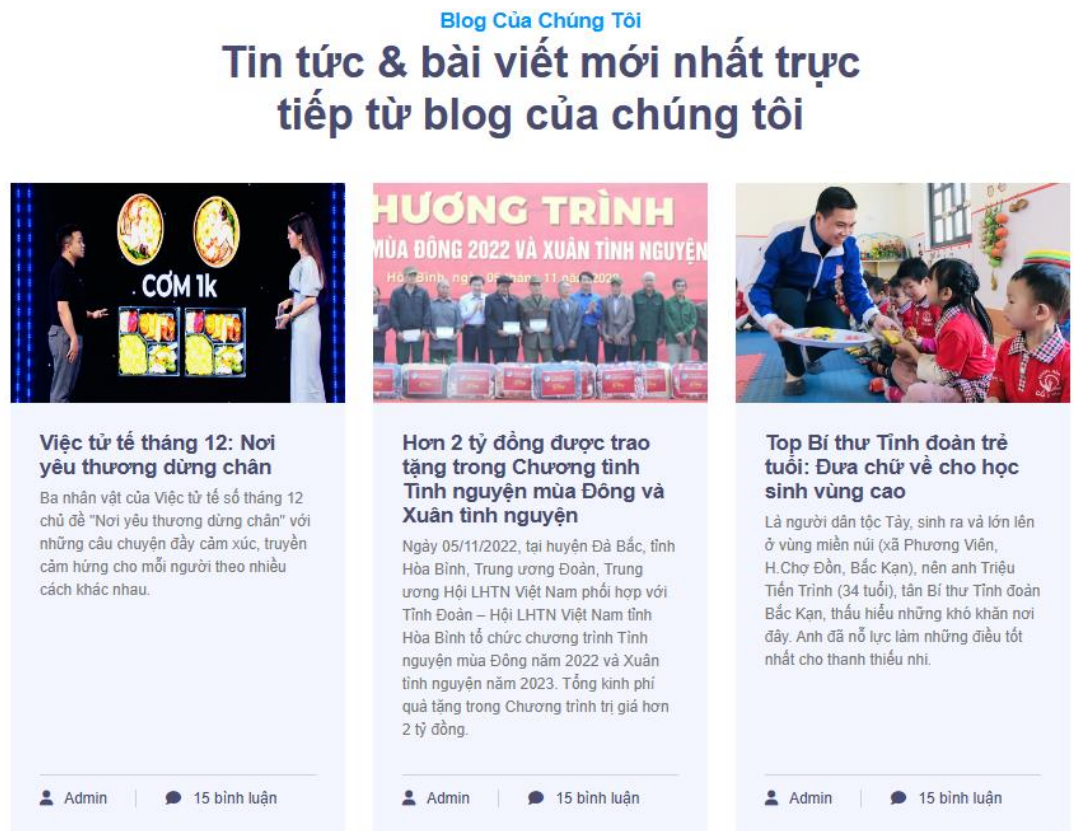 Blog Của Chúng Tôi
Tin tức & bài viết mới nhất trực
tiếp từ blog của chúng tôi
CƠM 1k
HƯƠNG TRÌNH
MÙA ĐÔNG 2022 VÀ XUÂN TÌNH NGUYỆN
Hòa Bình, ngày 05 tháng 11 năm 2022
Việc tử tế tháng 12: Nơi
yêu thương dừng chân
Ba nhân vật của Việc tử tế số tháng 12
chủ đề "Nơi yêu thương dừng chân" với
những câu chuyện đầy cảm xúc, truyền
cảm hứng cho mỗi người theo nhiều
cách khác nhau.
Admin
15 bình luận
Hơn 2 tỷ đồng được trao
tặng trong Chương tình
Tình nguyện mùa Đông và
Xuân tình nguyện
Ngày 05/11/2022, tại huyện Đà Bắc, tỉnh
Hòa Bình, Trung ương Đoàn, Trung
ương Hội LHTN Việt Nam phối hợp với
Tỉnh Đoàn – Hội LHTN Việt Nam tỉnh
Hòa Bình tổ chức chương trình Tình
nguyện mùa Đông năm 2022 và Xuân
tình nguyện năm 2023. Tổng kinh phí
quà tặng trong Chương trình trị giá hơn
2 tỷ đồng.
Admin
15 bình luận
Top Bí thư Tỉnh đoàn trẻ
tuổi: Đưa chữ về cho học
sinh vùng cao
Là người dân tộc Tày, sinh ra và lớn lên
ở vùng miền núi (xã Phương Viên,
H.Chợ Đồn, Bắc Kạn), nên anh Triệu
Tiến Trình (34 tuổi), tân Bí thư Tỉnh đoàn
Bắc Kạn, thấu hiểu những khó khăn nơi
đây. Anh đã nỗ lực làm những điều tốt
nhất cho thanh thiếu nhi.
Admin
15 bình luận